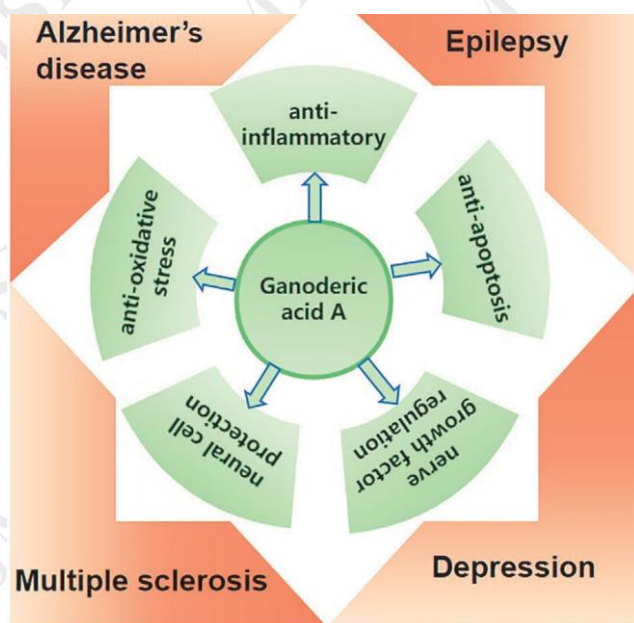 Alzheimer's
disease
Epilepsy
anti-
inflammatory
anti-oxidative
stress
anti-apoptosis
Ganoderic
acid A
neural cell
protection
nerve
growth factor
regulation
Multiple sclerosis
Depression